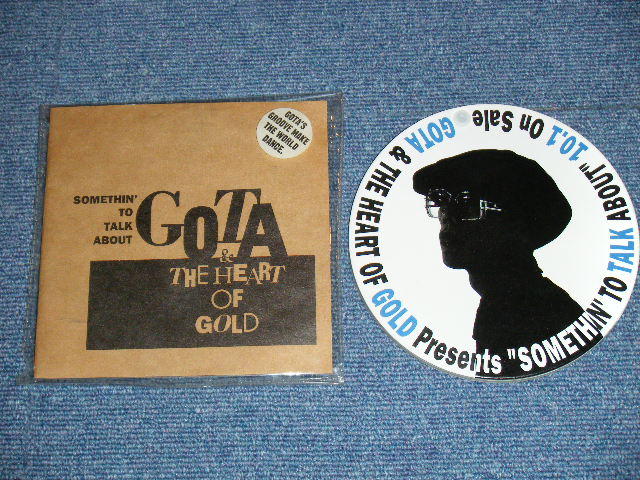 SOMETHIN'
TO
TALK
ABOUT
GOTA
&
THE HEART
OF
GOLD
GOTA'S
GROOVE MAKE
THE WORLD
DANCE.
GOTA & THE HEART OF GOLD Presents "SOMETHIN' TO TALK ABOUT" 10.1 On Sale